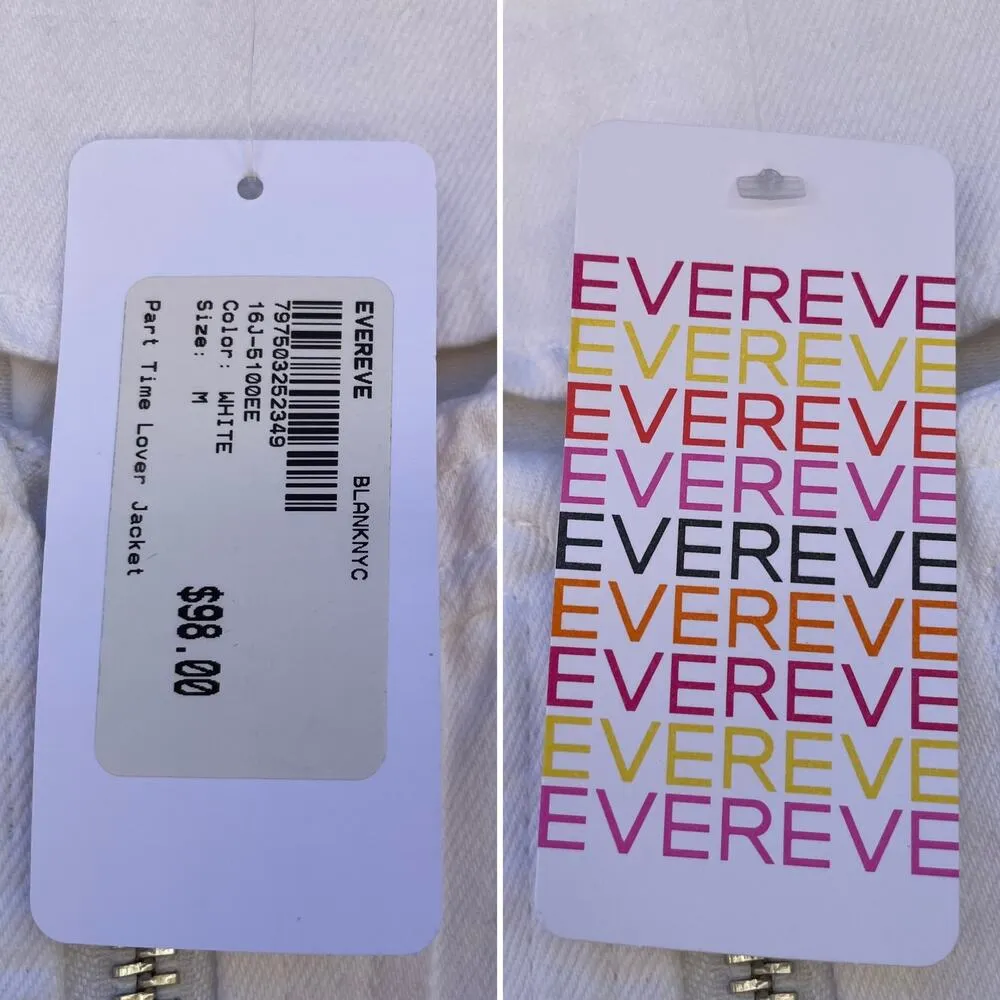 EVEREVE BLANKNYC
797503252349
16J-5100EE
Color: WHITE
Size: M
Part Time Lover Jacket
$98.00
EVEREVE
EVEREVE
EVEREVE
EVEREVE
EVEREVE
EVEREVE
EVEREVE
EVEREVE
EVEREVE